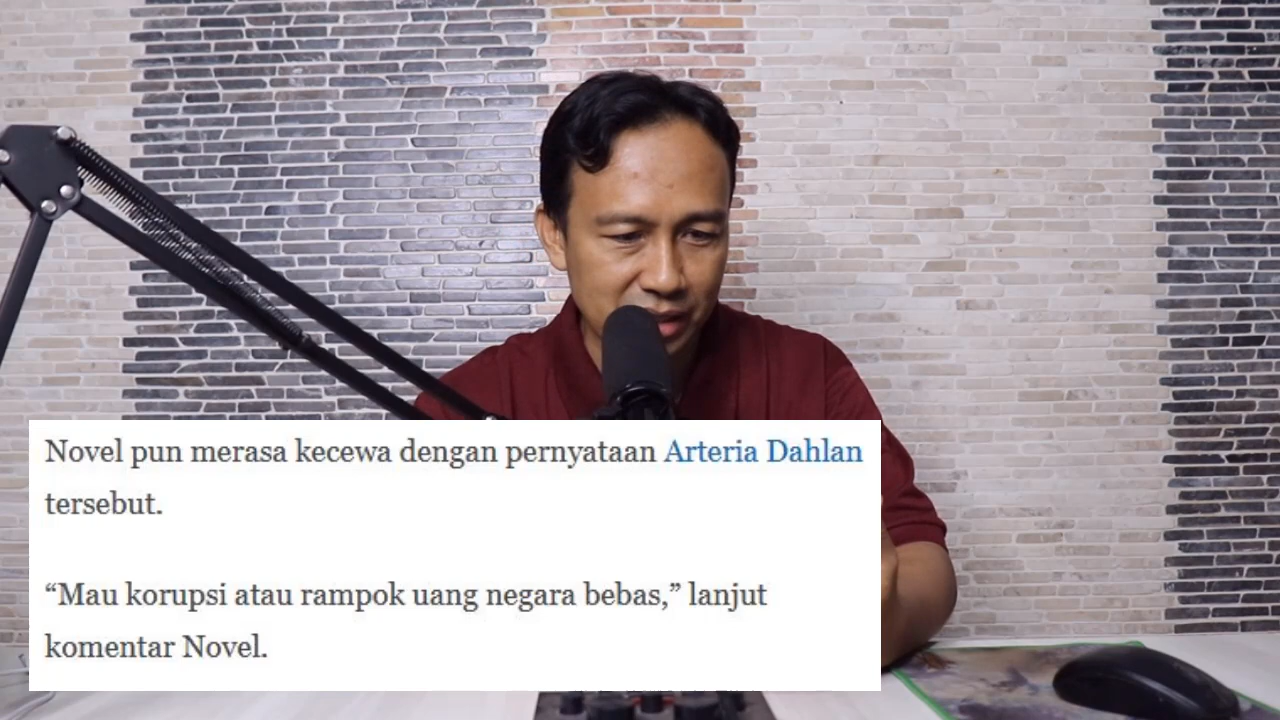 Novel pun merasa kecewa dengan pernyataan Arteria Dahlan
tersebut.
“Mau korupsi atau rampok uang negara bebas,” lanjut
komentar Novel.